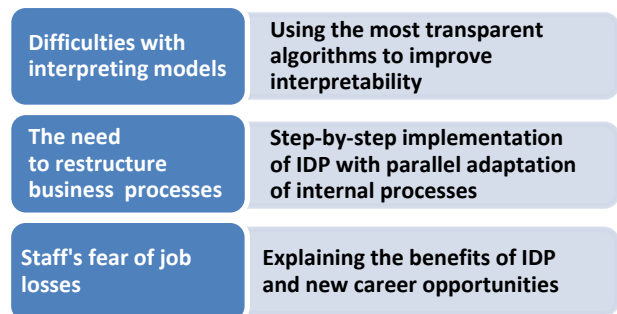 Difficulties with
interpreting models
Using the most transparent
algorithms to improve
interpretability
The need
to restructure
business processes
Step-by-step implementation
of IDP with parallel adaptation
of internal processes
Staff's fear of job
losses
Explaining the benefits of IDP
and new career opportunities